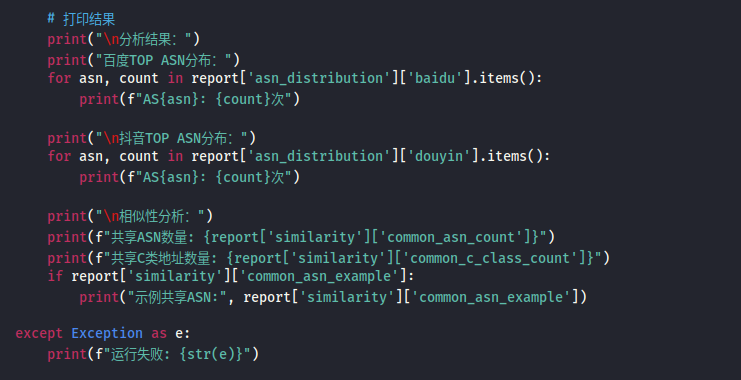 # 打印结果
print("\n分析结果：")
print("百度TOP ASN分布：")
for asn, count in report['asn_distribution']['baidu'].items():
print(f"AS{asn}: {count}次")
print("\n抖音TOP ASN分布：")
for asn, count in report['asn_distribution']['douyin'].items():
print(f"AS{asn}: {count}次")
print("\n相似性分析：")
print(f"共享ASN数量: {report['similarity']['common_asn_count']}")
print(f"共享C类地址数量: {report['similarity']['common_c_class_count']}")
if report['similarity']['common_asn_example']:
print("示例共享ASN:", report['similarity']['common_asn_example'])
except Exception as e:
print(f"运行失败: {str(e)}")